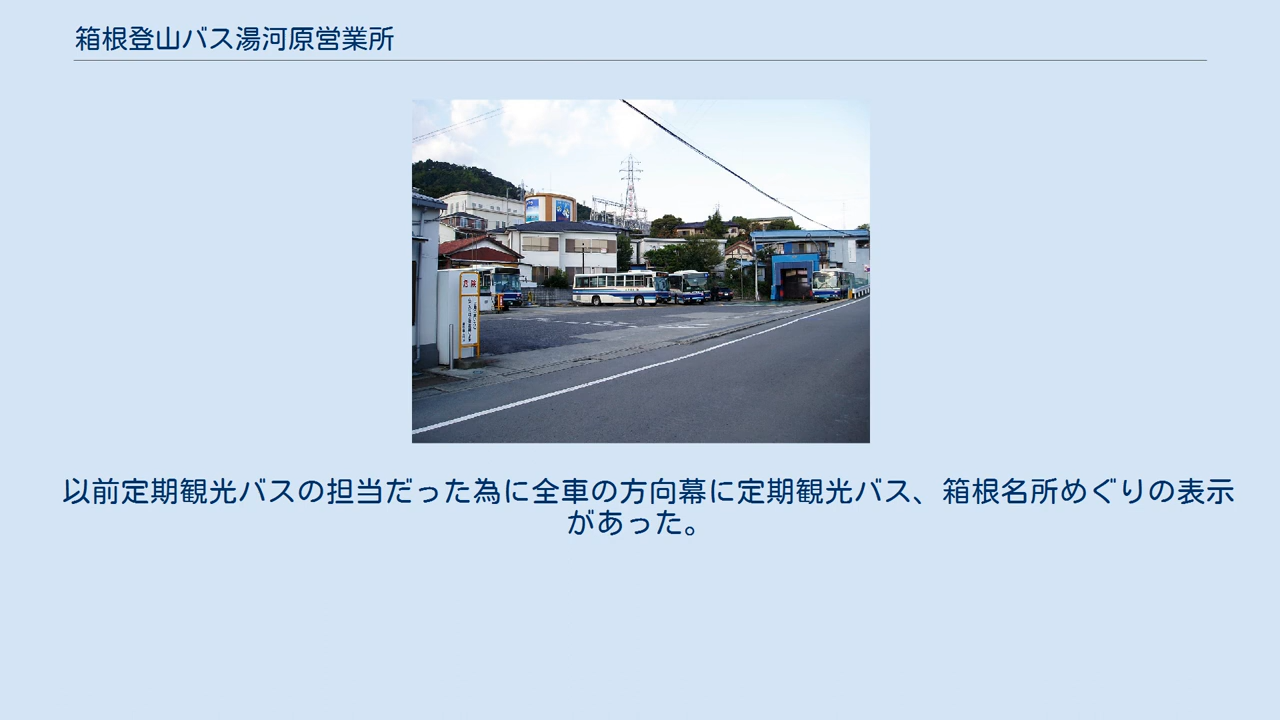 箱根登山バス湯河原営業所
危険
以前定期観光バスの担当だった為に全車の方向幕に定期観光バス、箱根名所めぐりの表示
があった。